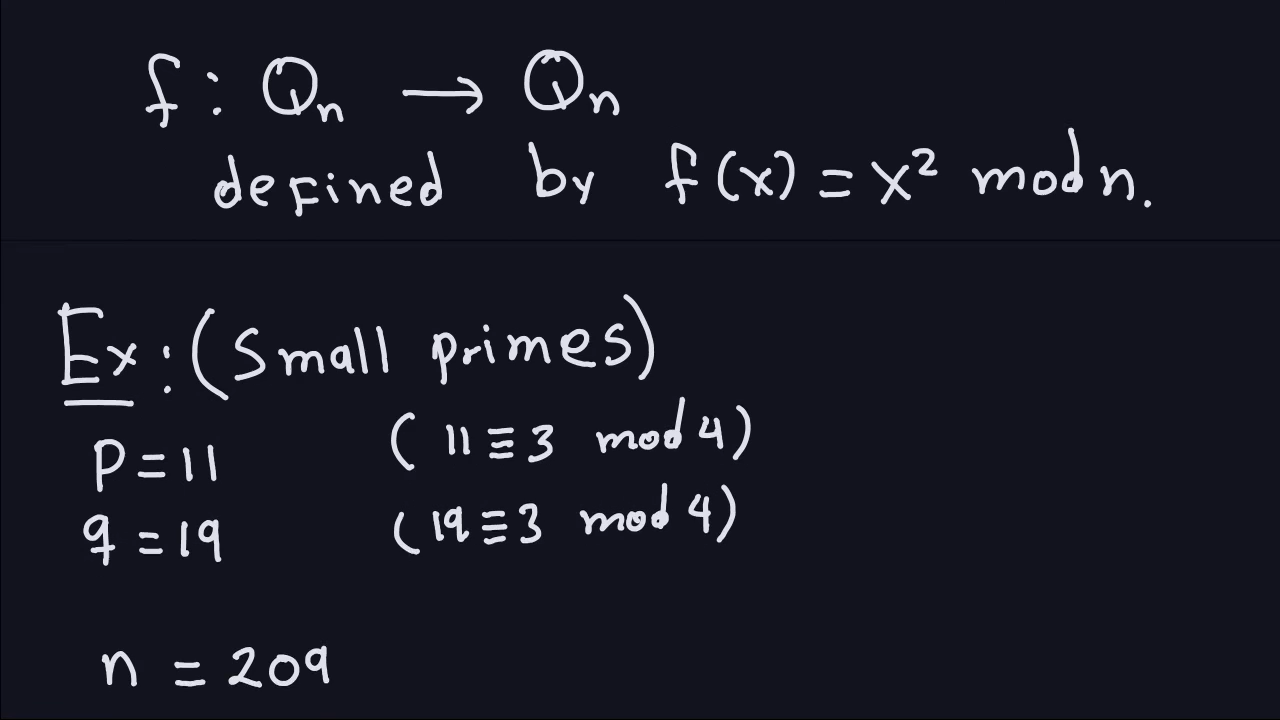 f: Qn → Qn
defined by f(x) = x² mod n.
Ex: (Small primes)
p = 11 (11 ≡ 3 mod 4)
q = 19 (19 ≡ 3 mod 4)
n = 209